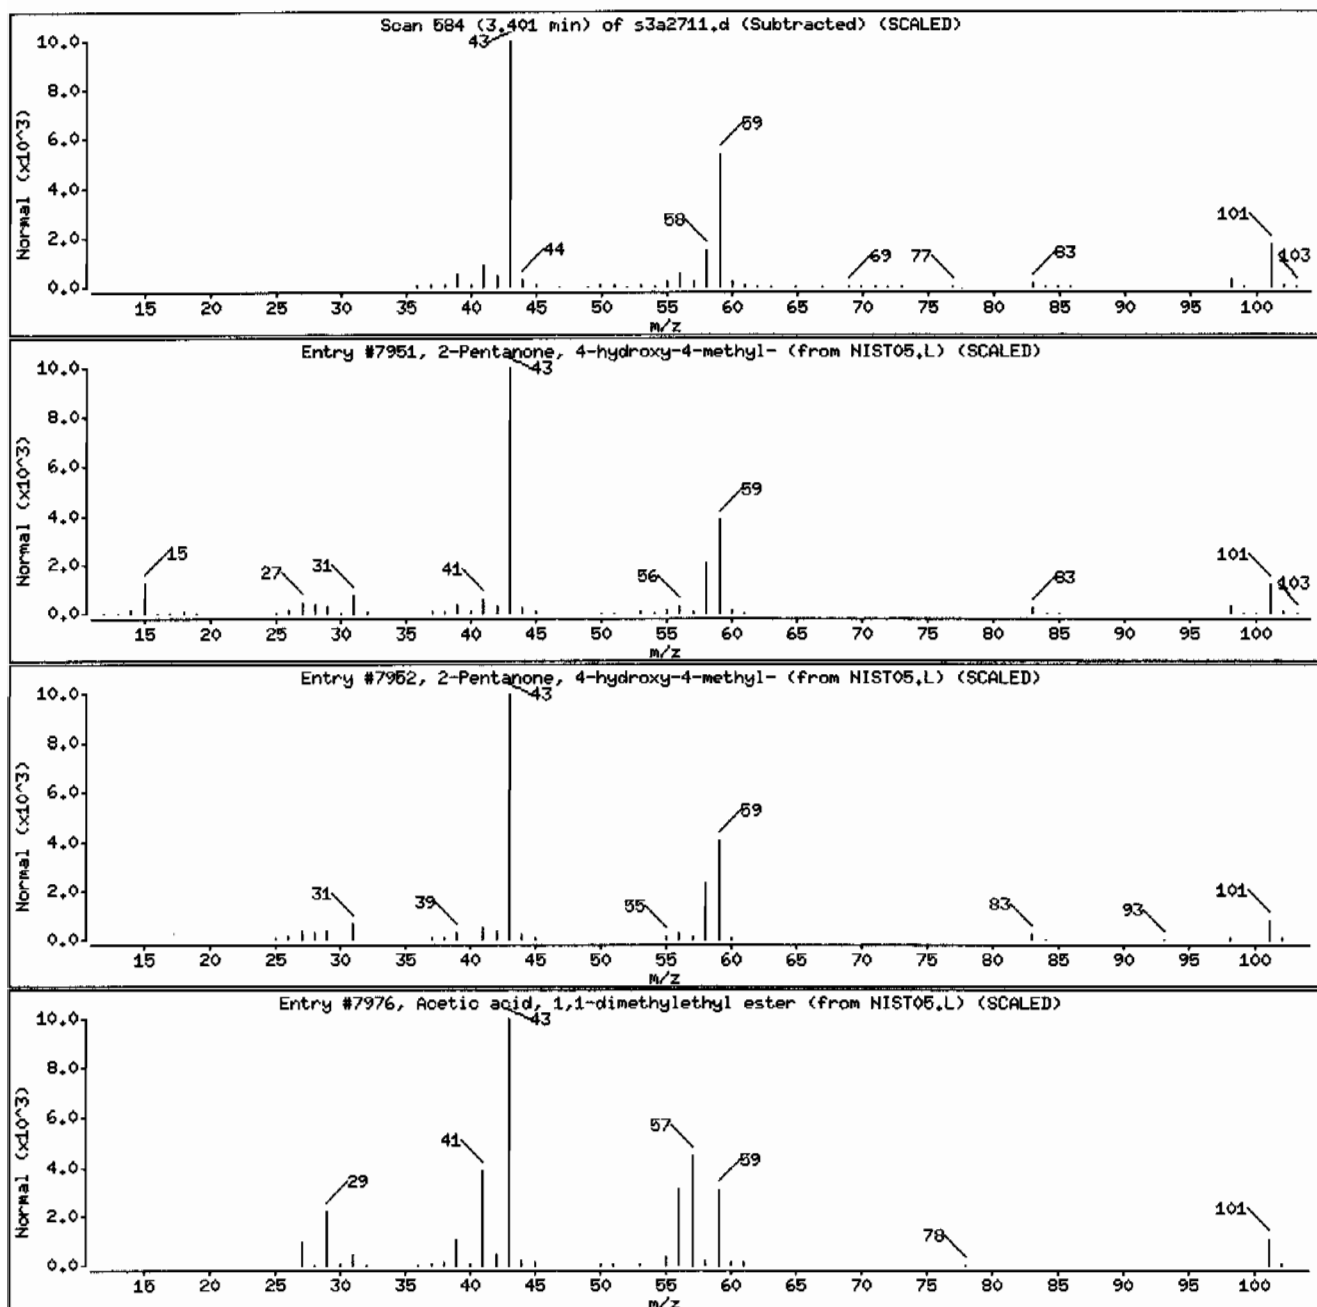 Scan 584 (3.401 min) of s3a2711.d (Subtracted) (SCALED)
Normal (x10^3)
10.0
8.0
6.0
4.0
2.0
0.0
43 44 58 59 69 77 83 101 103
15 20 25 30 35 40 45 50 55 60 65 70 75 80 85 90 95 100
m/z
Entry #7951, 2-Pentanone, 4-hydroxy-4-methyl- (from NIST05.L) (SCALED)
Normal (x10^3)
10.0
8.0
6.0
4.0
2.0
0.0
15 27 31 41 43 56 59 83 101 103
15 20 25 30 35 40 45 50 55 60 65 70 75 80 85 90 95 100
m/z
Entry #7952, 2-Pentanone, 4-hydroxy-4-methyl- (from NIST05.L) (SCALED)
Normal (x10^3)
10.0
8.0
6.0
4.0
2.0
0.0
31 39 43 55 59 83 93 101
15 20 25 30 35 40 45 50 55 60 65 70 75 80 85 90 95 100
m/z
Entry #7976, Acetic acid, 1,1-dimethylethyl ester (from NIST05.L) (SCALED)
Normal (x10^3)
10.0
8.0
6.0
4.0
2.0
0.0
29 41 43 57 59 78 101
15 20 25 30 35 40 45 50 55 60 65 70 75 80 85 90 95 100
m/z